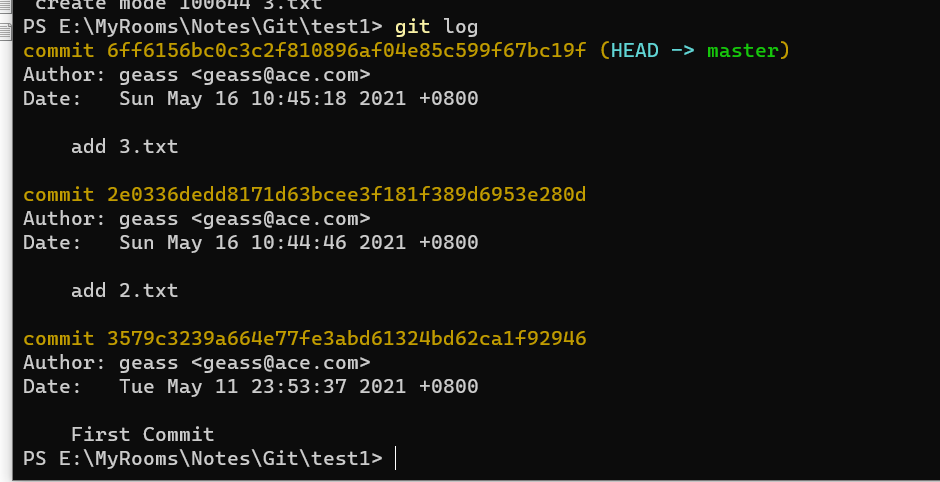 create mode 100644 3.txt
PS E:\MyRooms\Notes\Git\test1> git log
commit 6ff6156bc0c3c2f810896af04e85c599f67bc19f (HEAD -> master)
Author: geass <geass@ace.com>
Date:   Sun May 16 10:45:18 2021 +0800
    add 3.txt
commit 2e0336dedd8171d63bcee3f181f389d6953e280d
Author: geass <geass@ace.com>
Date:   Sun May 16 10:44:46 2021 +0800
    add 2.txt
commit 3579c3239a664e77fe3abd61324bd62ca1f92946
Author: geass <geass@ace.com>
Date:   Tue May 11 23:53:37 2021 +0800
    First Commit
PS E:\MyRooms\Notes\Git\test1>